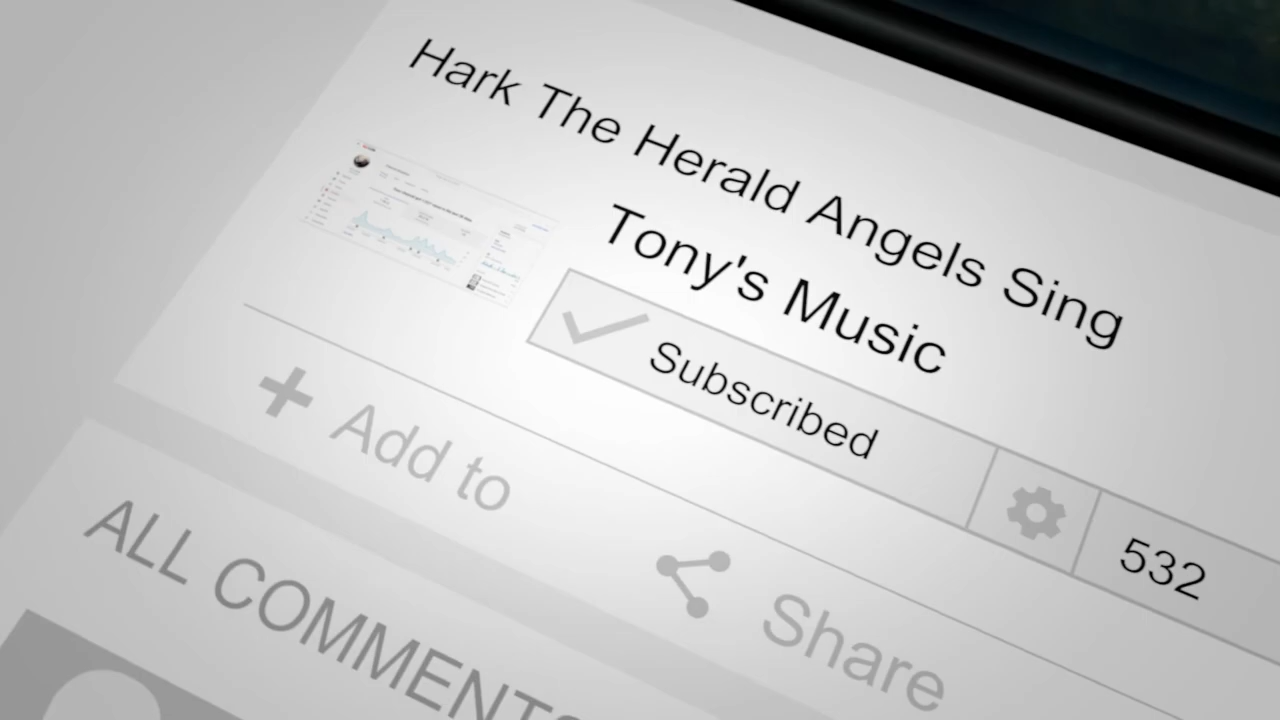 Hark The Herald Angels Sing
Tony's Music
Subscribed
532
Add to
Share
ALL COMMENTS